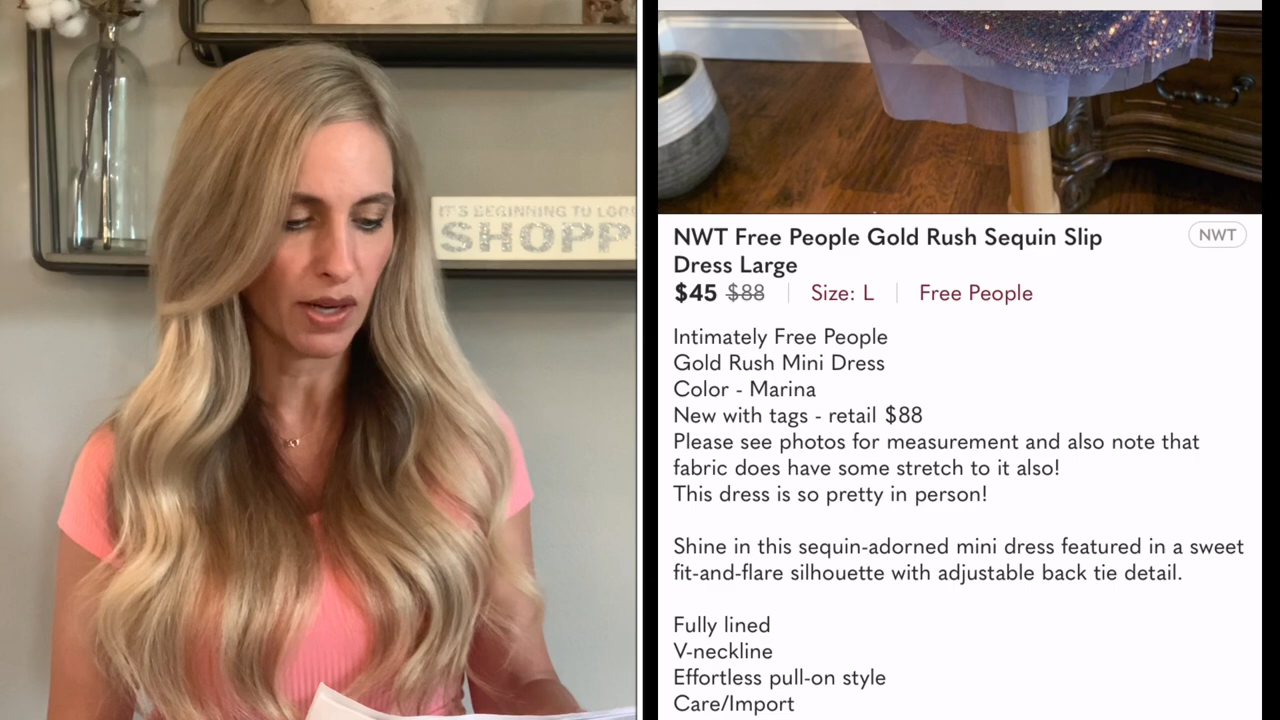 IT'S BEGINNING TO LOO
SHOPP
NWT Free People Gold Rush Sequin Slip
Dress Large
NWT
$45 $88 Size: L Free People
Intimately Free People
Gold Rush Mini Dress
Color - Marina
New with tags - retail $88
Please see photos for measurement and also note that
fabric does have some stretch to it also!
This dress is so pretty in person!
Shine in this sequin-adorned mini dress featured in a sweet
fit-and-flare silhouette with adjustable back tie detail.
Fully lined
V-neckline
Effortless pull-on style
Care/Import